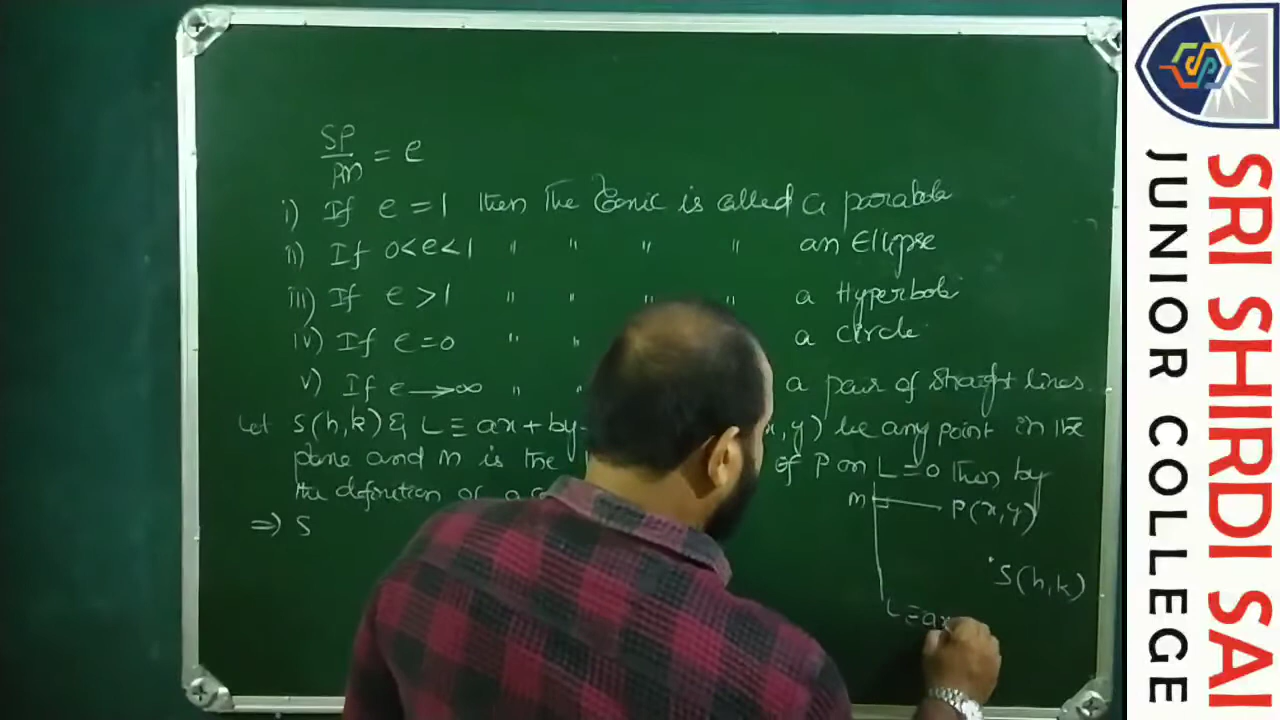 SP
PM = e
i) If e = 1 then the Conic is called a parabola
ii) If 0<e<1 " " " " an Ellipse
iii) If e > 1 " " " " a Hyperbola
iv) If e = 0 " " a circle
v) If e → ∞ " " a pair of straight lines.
Let S(h,k) & L ≡ ax + by x, y) be any point in the
plane and M is the of P on L = 0 then by
the definition of a
⇒ S
M P(x, y)
S(h, k)
L ≡ ax
SRI SHIRDI SAI
JUNIOR COLLEGE